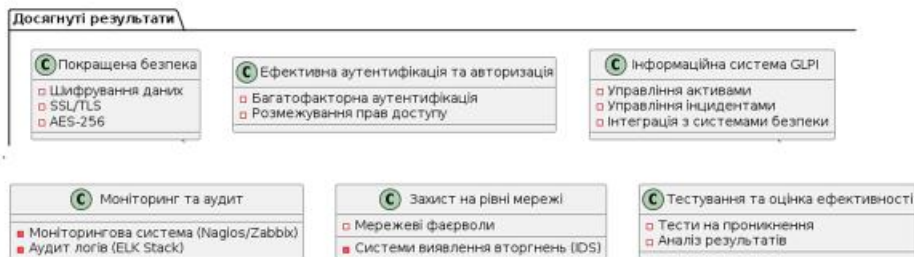 Досягнуті результати
C Покращена безпека
Шифрування даних
SSL/TLS
AES-256
C Ефективна аутентифікація та авторизація
Багатофакторна аутентифікація
Розмежування прав доступу
C Інформаційна система GLPI
Управління активами
Управління інцидентами
Інтеграція з системами безпеки
C Моніторинг та аудит
Моніторингова система (Nagios/Zabbix)
Аудит логів (ELK Stack)
C Захист на рівні мережі
Мережеві фаєрволи
Системи виявлення вторгнень (IDS)
C Тестування та оцінка ефективності
Тести на проникнення
Аналіз результатів